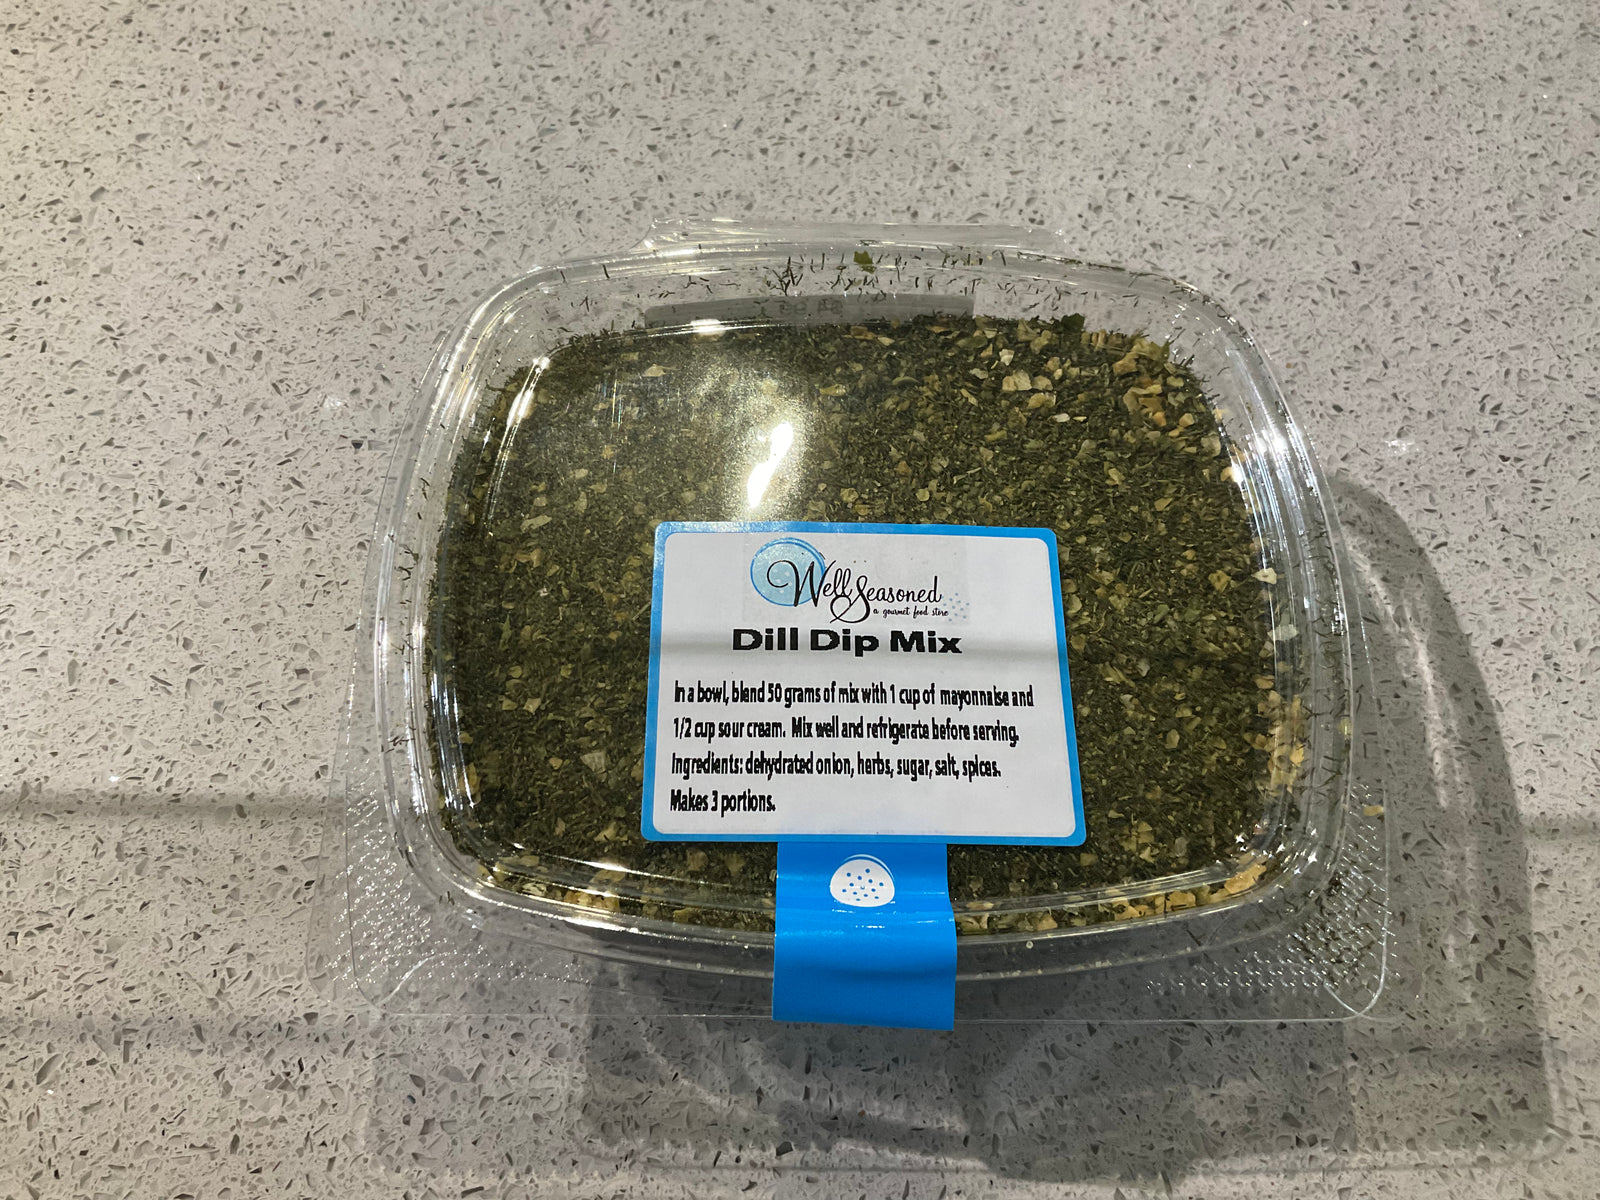 Well Seasoned
a gourmet food store
Dill Dip Mix
In a bowl, blend 50 grams of mix with 1 cup of mayonnaise and
1/2 cup sour cream. Mix well and refrigerate before serving.
Ingredients: dehydrated onion, herbs, sugar, salt, spices.
Makes 3 portions.